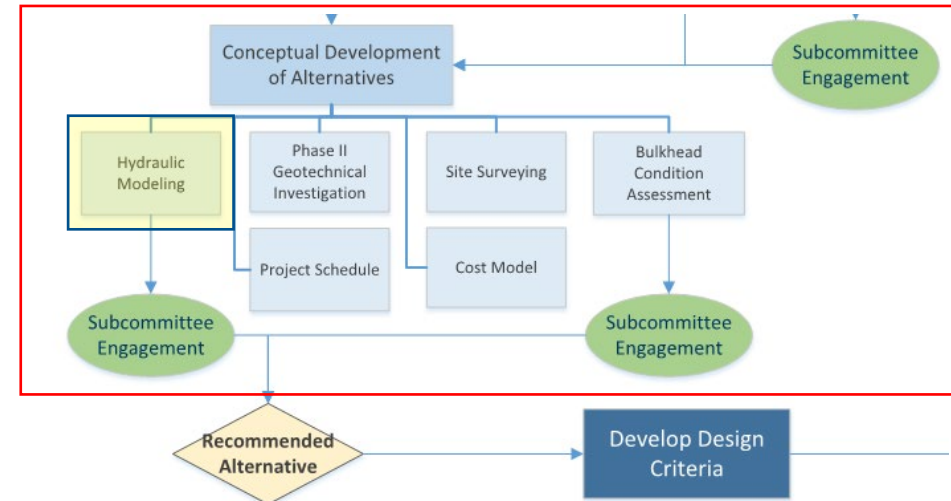 Conceptual Development
of Alternatives
Subcommittee
Engagement
Hydraulic
Modeling
Phase II
Geotechnical
Investigation
Site Surveying
Bulkhead
Condition
Assessment
Project Schedule
Cost Model
Subcommittee
Engagement
Subcommittee
Engagement
Recommended
Alternative
Develop Design
Criteria